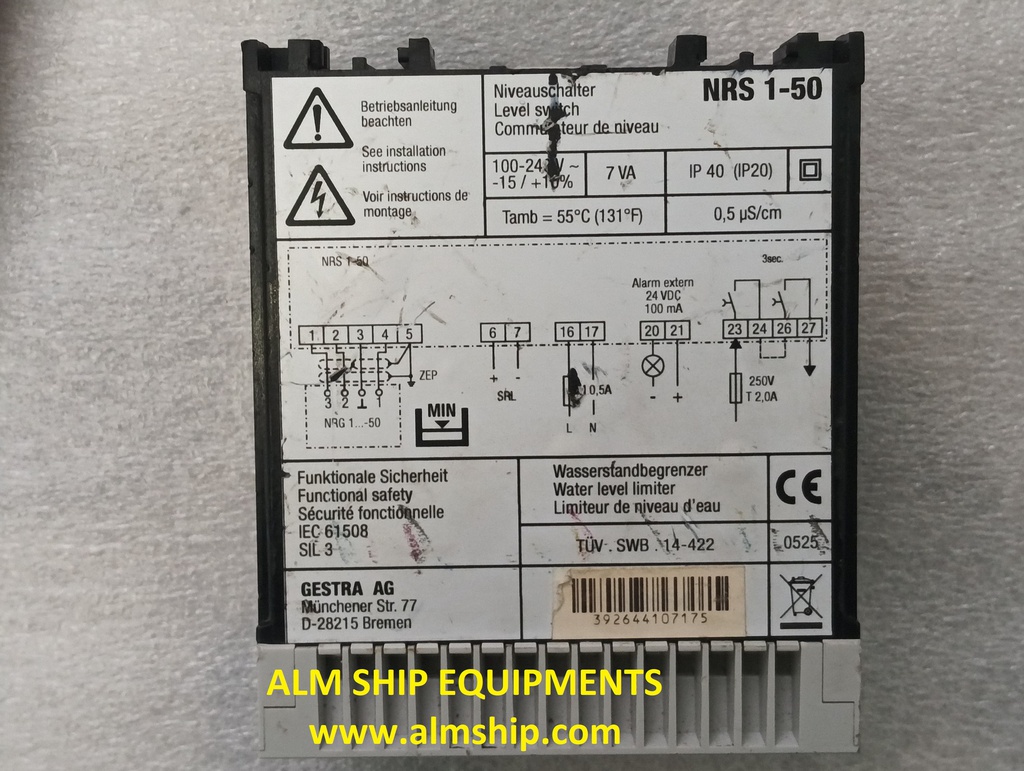 Betriebsanleitung
beachten
See installation
instructions
Voir instructions de
montage
Niveauschalter
Level switch
de niveau
NRS 1-50
-15 / +10%
7 VA
IP 40 (IP20)
Tamb = 55°C (131°F)
0,5 µS/cm
NRS 1-50
3sec.
Alarm extern
24 VDC
100 mA
1 2 3 4 5
6 7
16 17
20 21
23 24 26 27
ZEP
+ -
SRL
0,5A
L N
- +
250V
T 2,0A
3 2 ⊥ 1
NRG 1...-50
MIN
Funktionale Sicherheit
Functional safety
Sécurité fonctionnelle
IEC 61508
SIL 3
Wasserstandbegrenzer
Water level limiter
Limiteur de niveau d'eau
CE
TÜV . SWB . 14-422
0525
GESTRA AG
Münchener Str. 77
D-28215 Bremen
392644107175
ALM SHIP EQUIPMENTS
www.almship.com